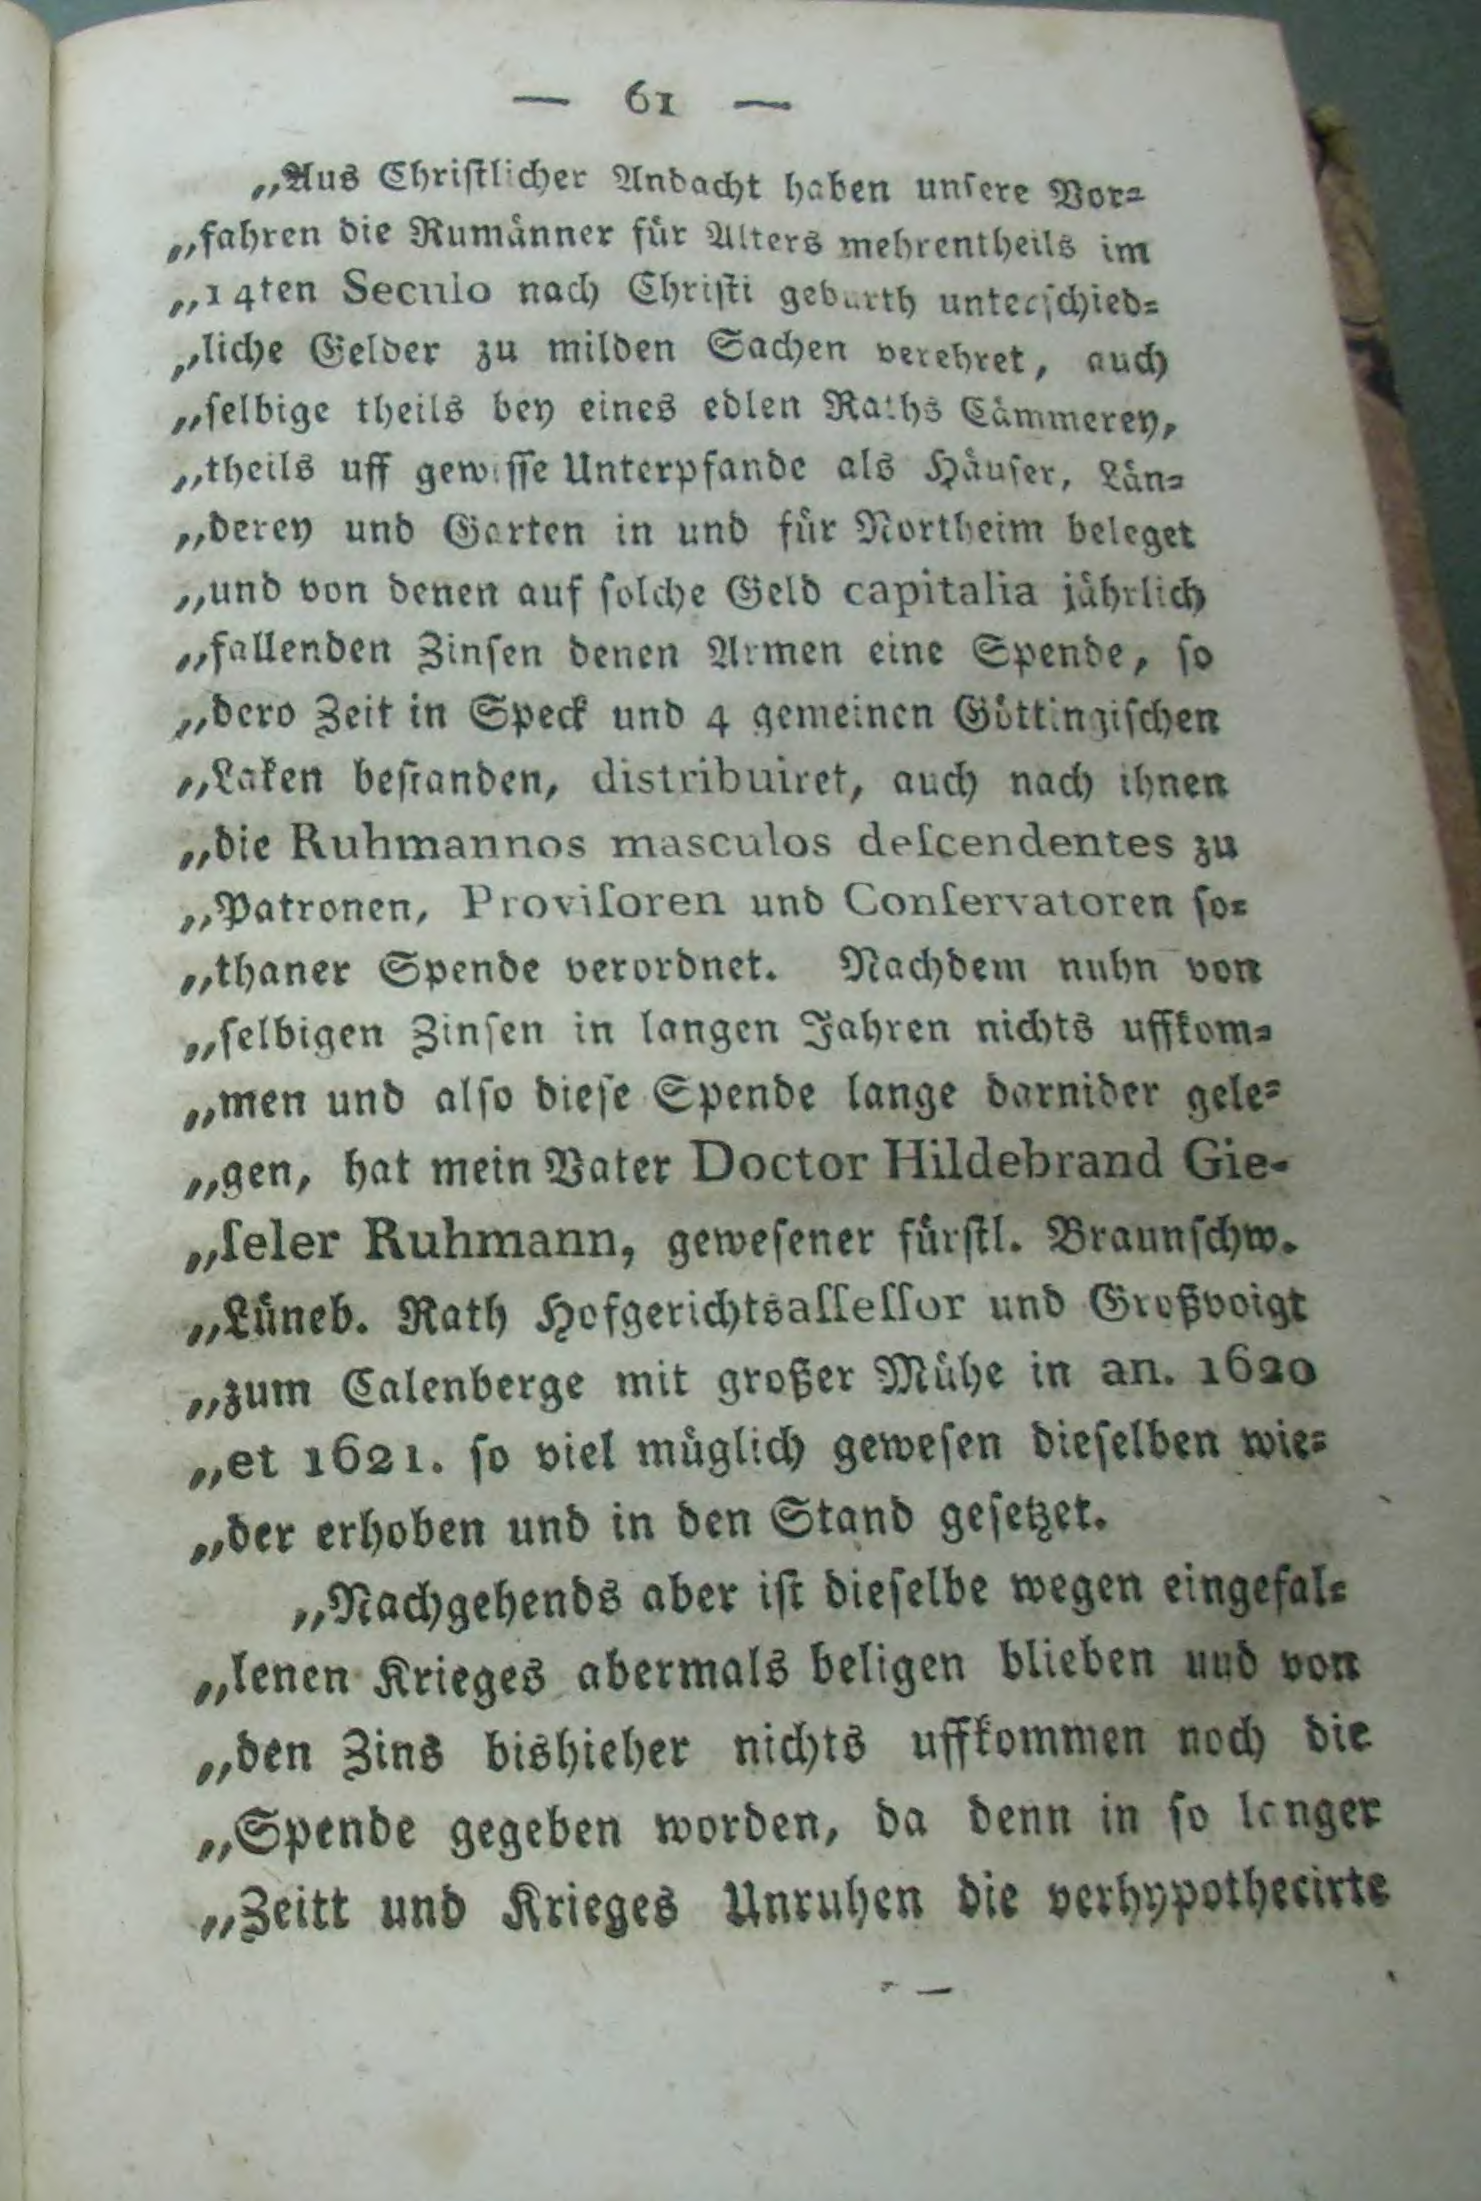 — 61 —
„Aus Christlicher Andacht haben unsere Vor=
„fahren die Rumänner für Alters mehrentheils im
„14ten Seculo nach Christi geburth unterschied=
„liche Gelder zu milden Sachen verehret, auch
„selbige theils bey eines edlen Raths Cämmerey,
„theils uff gewisse Unterpfande als Häuser, Län=
„derey und Garten in und für Northeim beleget
„und von denen auf solche Geld capitalia jährlich
„fallenden Zinsen denen Armen eine Spende, so
„dero Zeit in Speck und 4 gemeinen Göttingischen
„Laken bestanden, distribuiret, auch nach ihnen
„die Ruhmannos masculos deſcendentes zu
„Patronen, Proviſoren und Conſervatoren so=
„thaner Spende verordnet. Nachdem nuhn von
„selbigen Zinsen in langen Jahren nichts uffkom=
„men und also diese Spende lange darnider gele=
„gen, hat mein Vater Doctor Hildebrand Gie-
„ſeler Ruhmann, gewesener fürstl. Braunschw.
„Lüneb. Rath Hofgerichtsaſſeſſor und Großvoigt
„zum Calenberge mit großer Mühe in an. 1620
„et 1621. so viel müglich gewesen dieselben wie=
„der erhoben und in den Stand gesetzet.
„Nachgehends aber ist dieselbe wegen eingefal=
„lenen Krieges abermals beligen blieben und von
„den Zins bishieher nichts uffkommen noch die
„Spende gegeben worden, da denn in so langer
„Zeitt und Krieges Unruhen die verhypothecirte